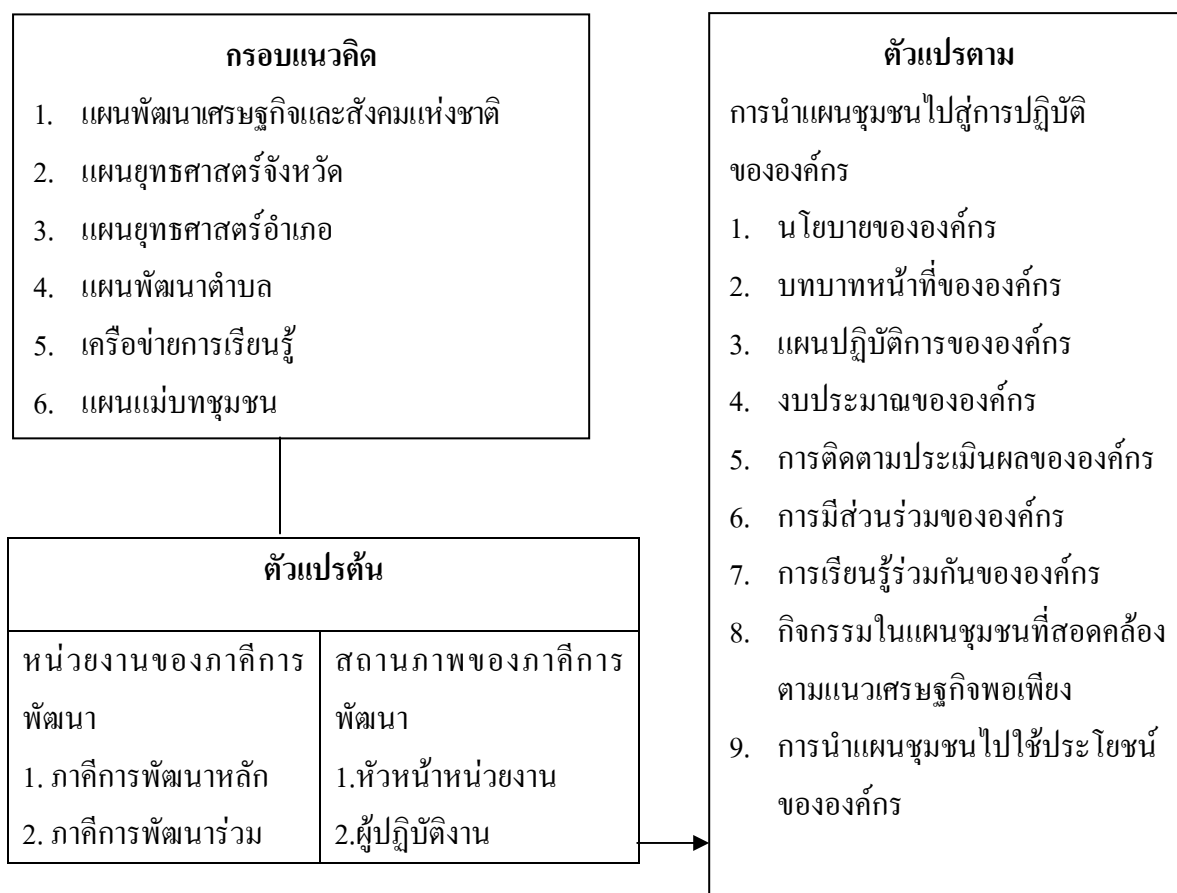 กรอบแนวคิด
1. แผนพัฒนาเศรษฐกิจและสังคมแห่งชาติ
2. แผนยุทธศาสตร์จังหวัด
3. แผนยุทธศาสตร์อำเภอ
4. แผนพัฒนาตำบล
5. เครือข่ายการเรียนรู้
6. แผนแม่บทชุมชน
ตัวแปรต้น
หน่วยงานของภาคีการ
พัฒนา
1. ภาคีการพัฒนาหลัก
2. ภาคีการพัฒนาร่วม
สถานภาพของภาคีการ
พัฒนา
1.หัวหน้าหน่วยงาน
2.ผู้ปฏิบัติงาน
ตัวแปรตาม
การนำแผนชุมชนไปสู่การปฏิบัติ
ขององค์กร
1. นโยบายขององค์กร
2. บทบาทหน้าที่ขององค์กร
3. แผนปฏิบัติการขององค์กร
4. งบประมาณขององค์กร
5. การติดตามประเมินผลขององค์กร
6. การมีส่วนร่วมขององค์กร
7. การเรียนรู้ร่วมกันขององค์กร
8. กิจกรรมในแผนชุมชนที่สอดคล้อง
ตามแนวเศรษฐกิจพอเพียง
9. การนำแผนชุมชนไปใช้ประโยชน์
ขององค์กร